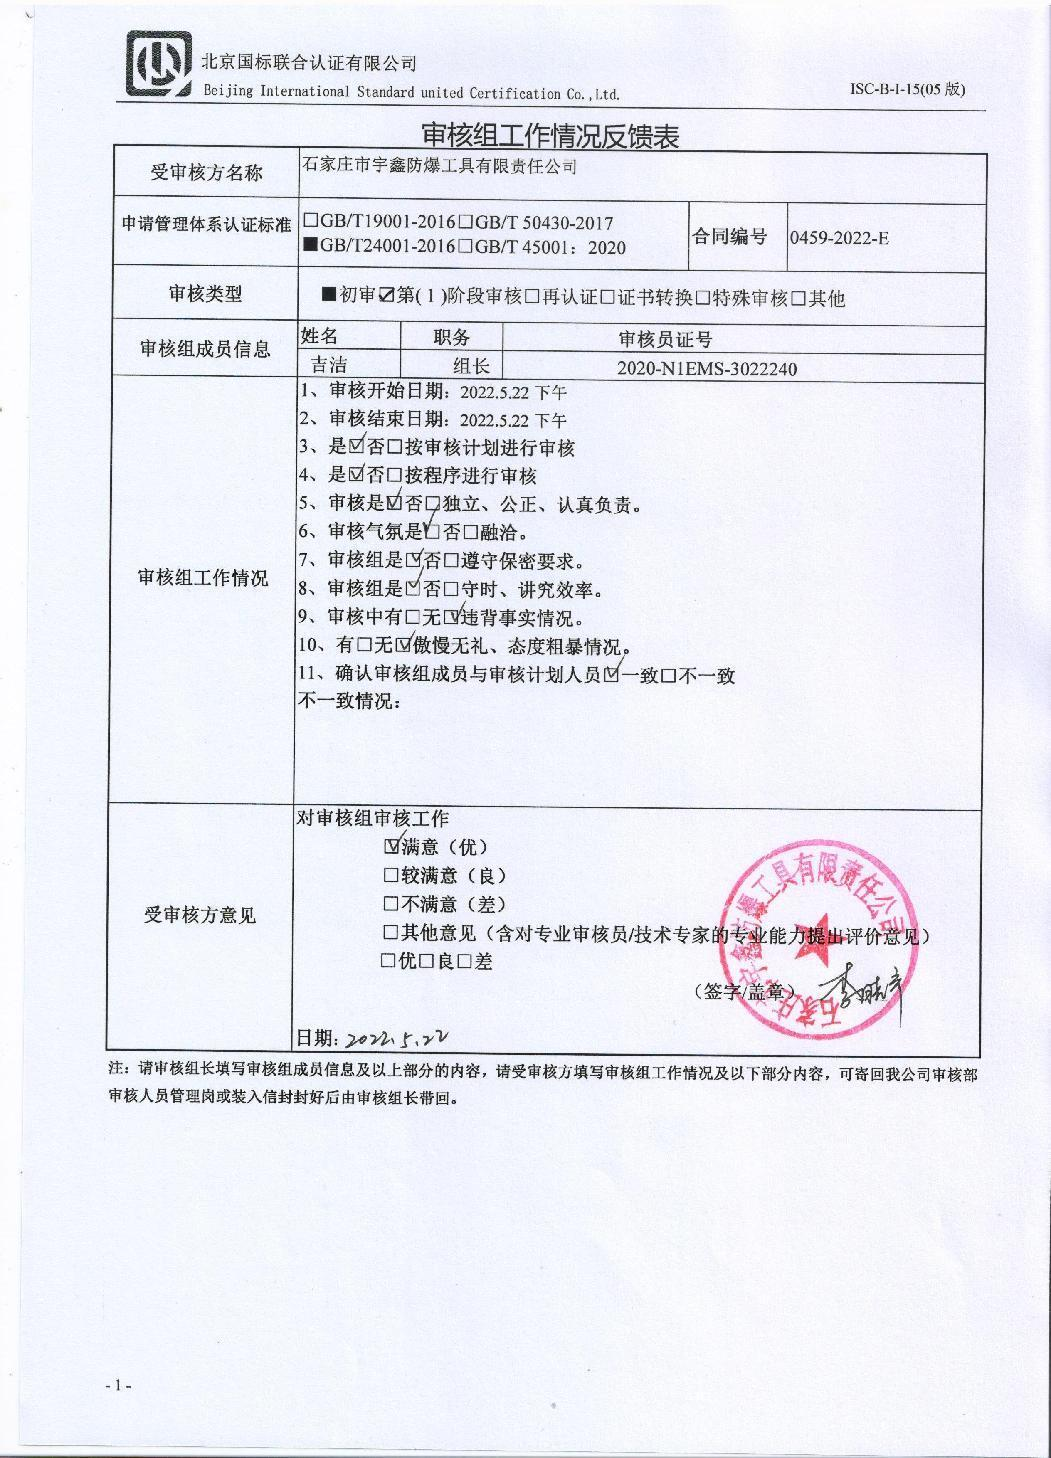 北京国标联合认证有限公司
Beijing International Standard united Certification Co.,Ltd.
ISC-B-I-15(05 版)
审核组工作情况反馈表
受审核方名称 石家庄市宇鑫防爆工具有限责任公司
申请管理体系认证标准 □GB/T19001-2016□GB/T 50430-2017
■GB/T24001-2016□GB/T 45001：2020 合同编号 0459-2022-E
审核类型 ■初审☑第( 1 )阶段审核□再认证□证书转换□特殊审核□其他
审核组成员信息 姓名 职务 审核员证号
吉洁 组长 2020-N1EMS-3022240
审核组工作情况
1、审核开始日期：2022.5.22 下午
2、审核结束日期：2022.5.22 下午
3、是☑否□按审核计划进行审核
4、是☑否□按程序进行审核
5、审核是☑否□独立、公正、认真负责。
6、审核气氛是☑否□融洽。
7、审核组是☑否□遵守保密要求。
8、审核组是☑否□守时、讲究效率。
9、审核中有□无☑违背事实情况。
10、有□无☑傲慢无礼、态度粗暴情况。
11、确认审核组成员与审核计划人员☑一致□不一致
不一致情况：
受审核方意见
对审核组审核工作
☑满意（优）
□较满意（良）
□不满意（差）
□其他意见（含对专业审核员/技术专家的专业能力提出评价意见）
□优□良□差
（签字/盖章）
石家庄市宇鑫防爆工具有限责任公司
日期：2022.5.22
注：请审核组长填写审核组成员信息及以上部分的内容，请受审核方填写审核组工作情况及以下部分内容，可寄回我公司审核部
审核人员管理岗或装入信封封好后由审核组长带回。
- 1 -